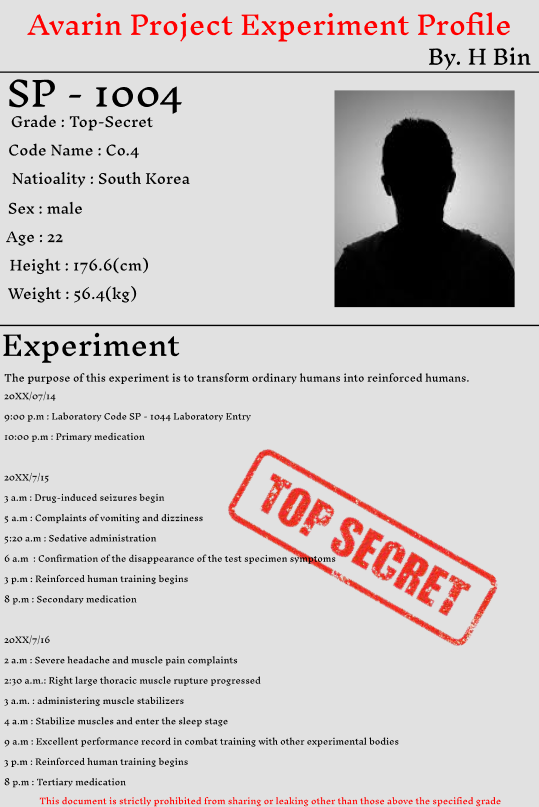 Avarin Project Experiment Profile
By. H Bin
SP - 1004
Grade : Top-Secret
Code Name : Co.4
Natioality : South Korea
Sex : male
Age : 22
Height : 176.6(cm)
Weight : 56.4(kg)
Experiment
The purpose of this experiment is to transform ordinary humans into reinforced humans.
20XX/07/14
9:00 p.m : Laboratory Code SP - 1044 Laboratory Entry
10:00 p.m : Primary medication
20XX/7/15
3 a.m : Drug-induced seizures begin
5 a.m : Complaints of vomiting and dizziness
5:20 a.m : Sedative administration
6 a.m  : Confirmation of the disappearance of the test specimen symptoms
3 p.m : Reinforced human training begins
8 p.m : Secondary medication
TOP SECRET
20XX/7/16
2 a.m : Severe headache and muscle pain complaints
2:30 a.m.: Right large thoracic muscle rupture progressed
3 a.m. : administering muscle stabilizers
4 a.m : Stabilize muscles and enter the sleep stage
9 a.m : Excellent performance record in combat training with other experimental bodies
3 p.m : Reinforced human training begins
8 p.m : Tertiary medication
This document is strictly prohibited from sharing or leaking other than those above the specified grade